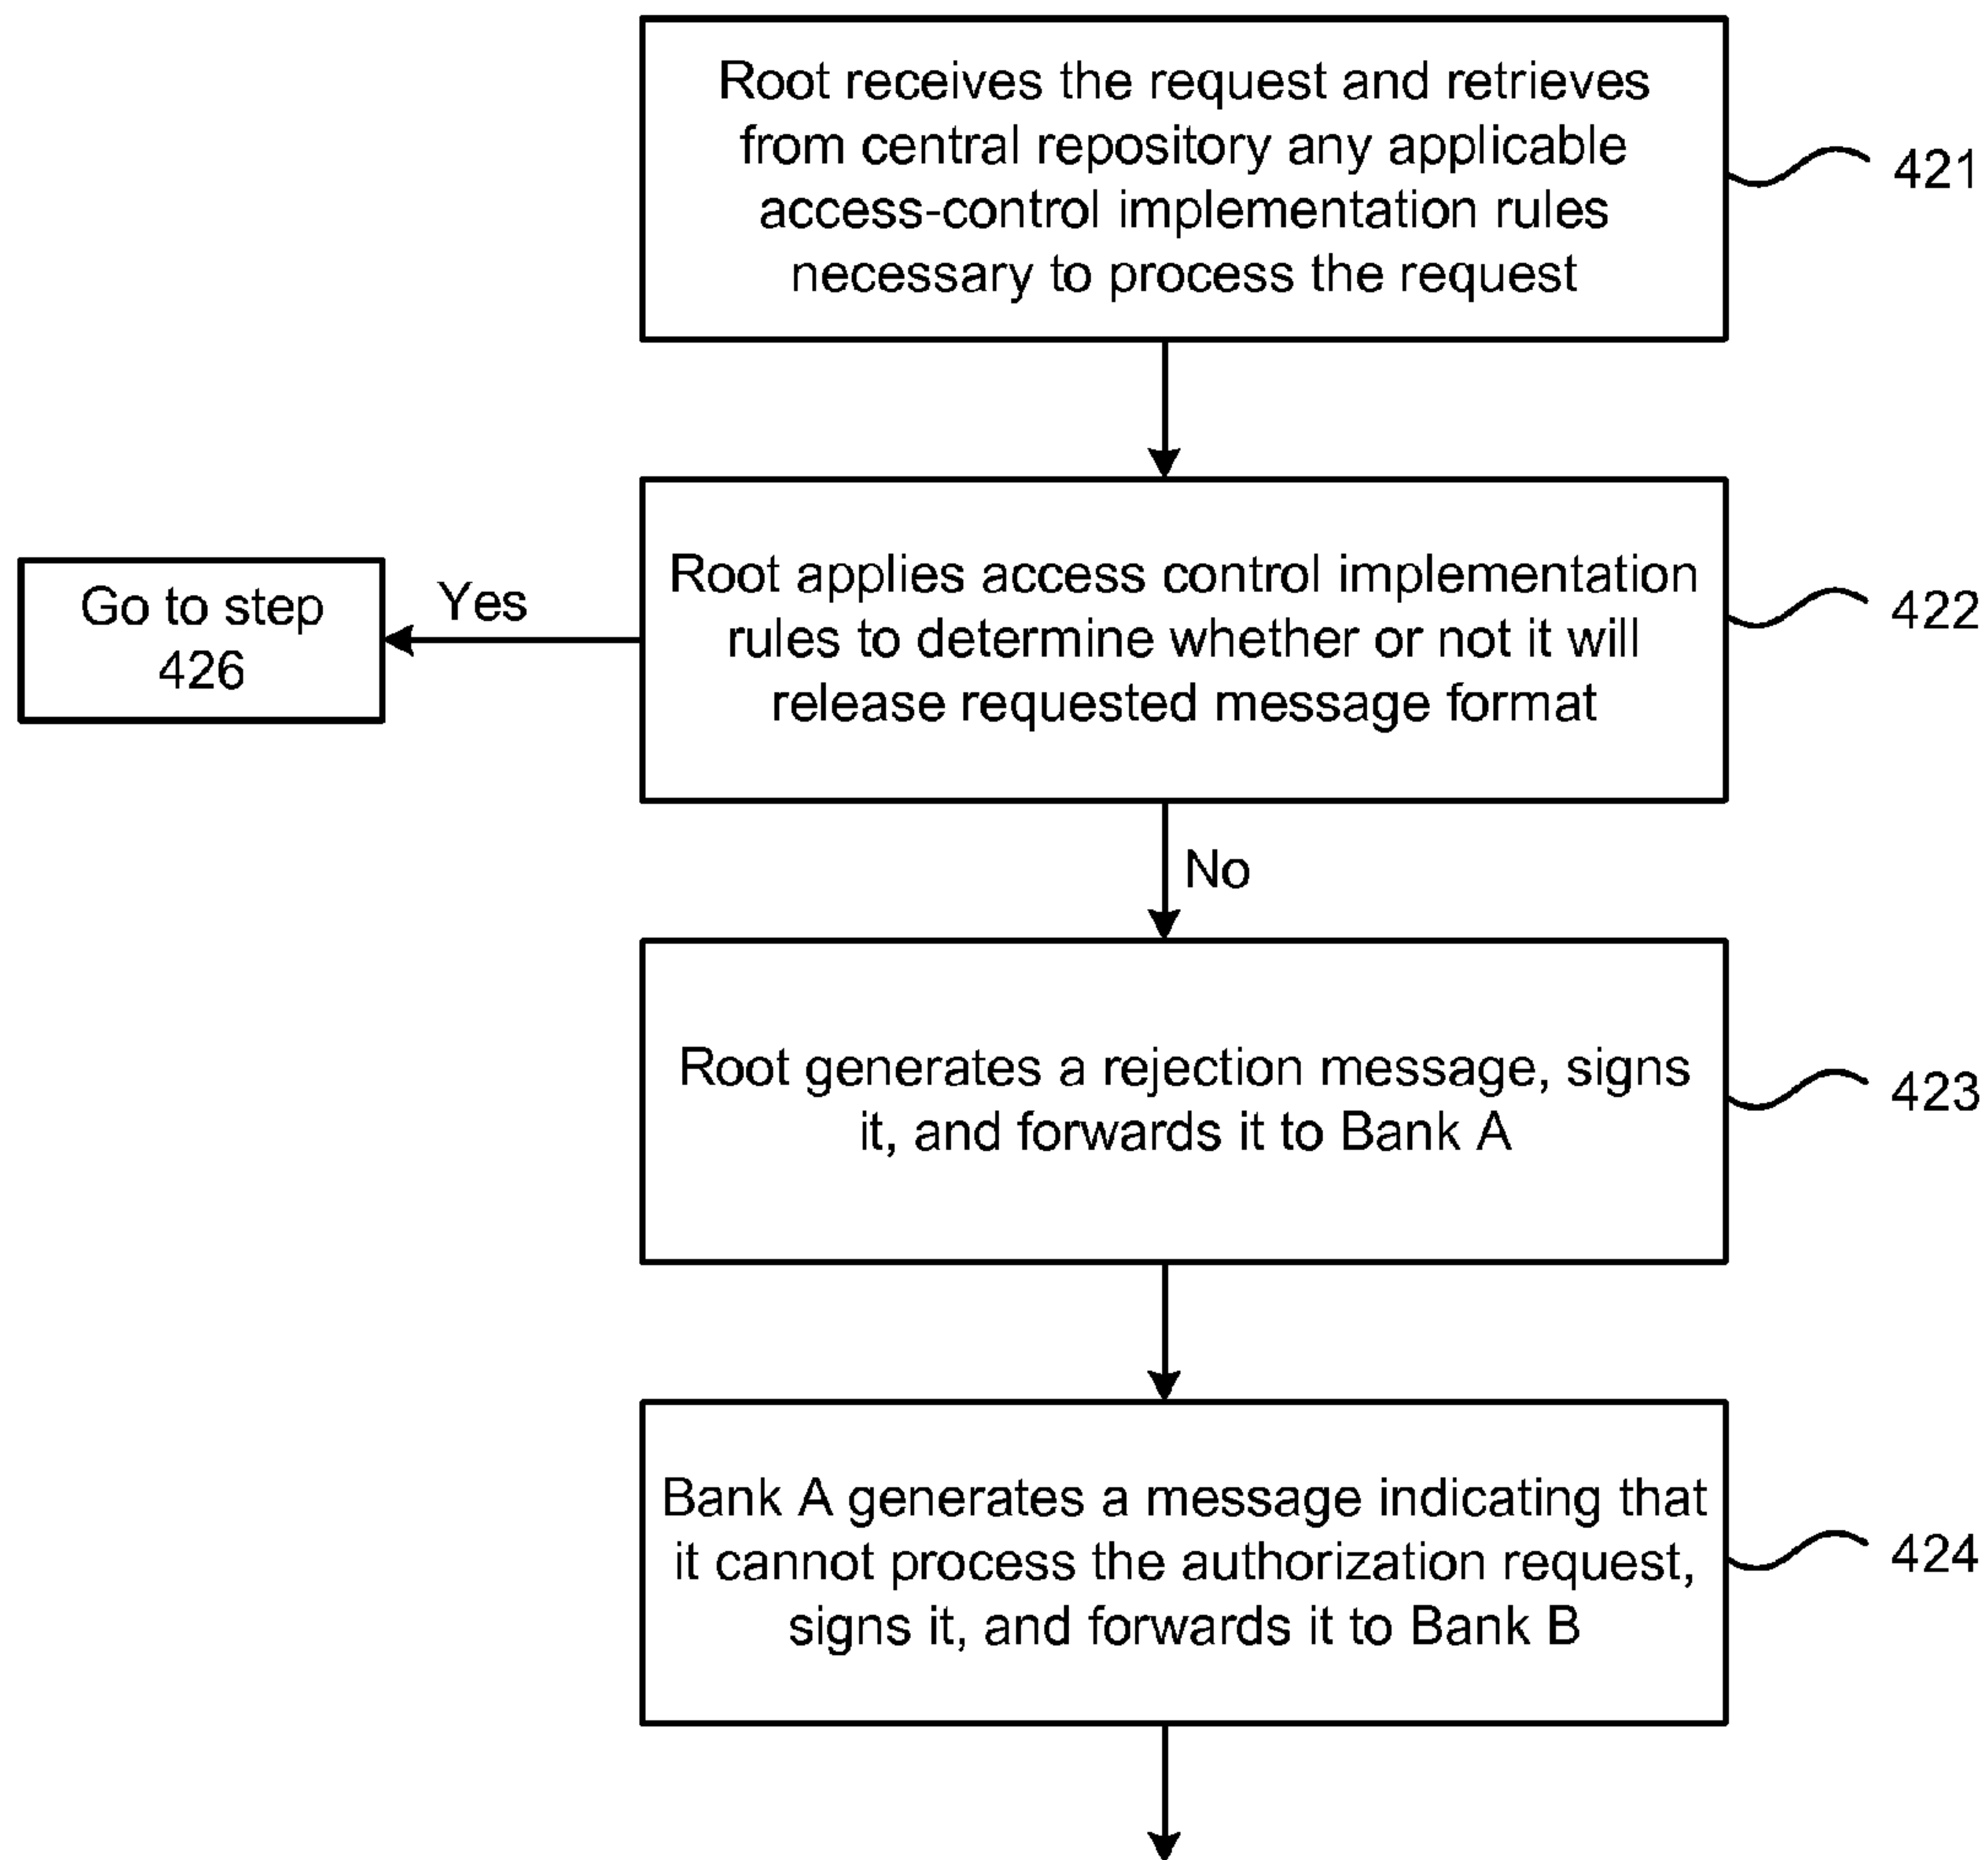 Root receives the request and retrieves
from central repository any applicable
access-control implementation rules
necessary to process the request
421
Root applies access control implementation
rules to determine whether or not it will
release requested message format
422
Yes
Go to step
426
No
Root generates a rejection message, signs
it, and forwards it to Bank A
423
Bank A generates a message indicating that
it cannot process the authorization request,
signs it, and forwards it to Bank B
424